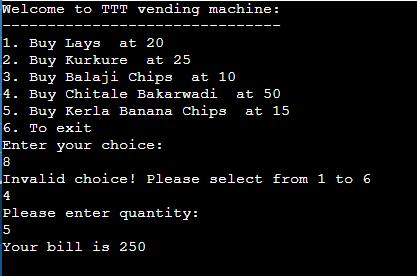 Welcome to TTT vending machine:
-------------------------------
1. Buy Lays  at 20
2. Buy Kurkure  at 25
3. Buy Balaji Chips  at 10
4. Buy Chitale Bakarwadi  at 50
5. Buy Kerla Banana Chips  at 15
6. To exit
Enter your choice:
8
Invalid choice! Please select from 1 to 6
4
Please enter quantity:
5
Your bill is 250